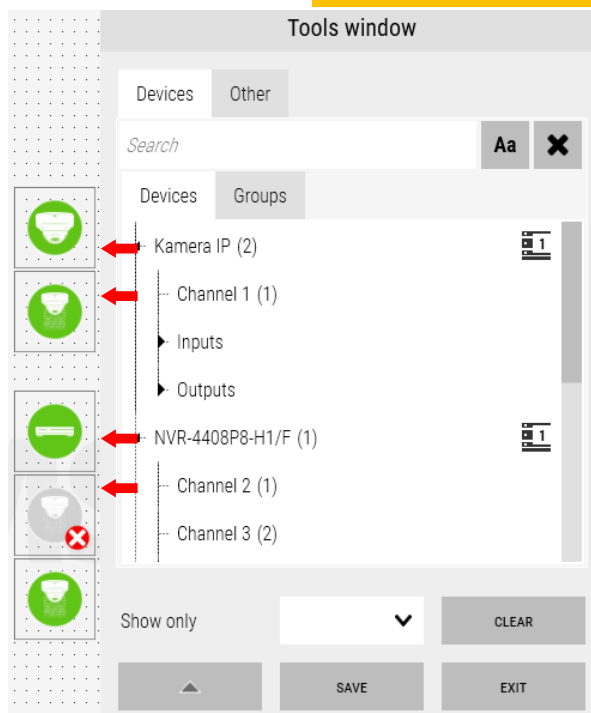 Tools window
Devices Other
Search Aa
Devices Groups
Kamera IP (2) 1
Channel 1 (1)
Inputs
Outputs
NVR-4408P8-H1/F (1) 1
Channel 2 (1)
Channel 3 (2)
Show only CLEAR
SAVE EXIT